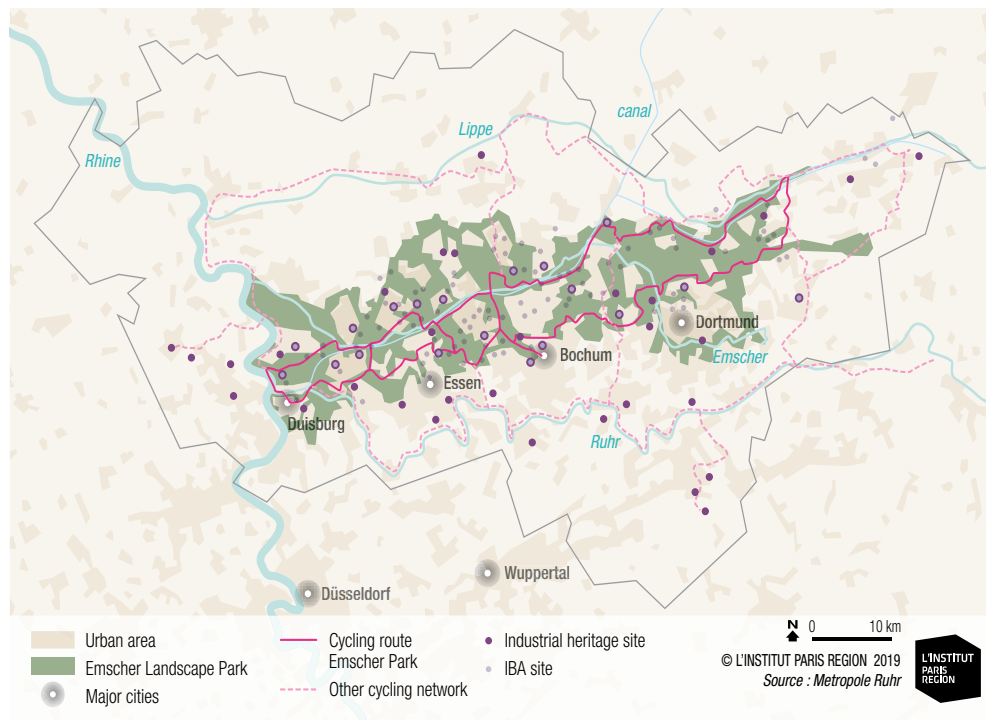 canal
Lippe
Rhine
Dortmund
Emscher
Bochum
Essen
Duisburg
Ruhr
Wuppertal
Düsseldorf
Urban area
Emscher Landscape Park
Major cities
Cycling route
Emscher Park
Other cycling network
Industrial heritage site
IBA site
N
0 10 km
© L'INSTITUT PARIS REGION 2019
Source : Metropole Ruhr
L'INSTITUT
PARIS
REGION